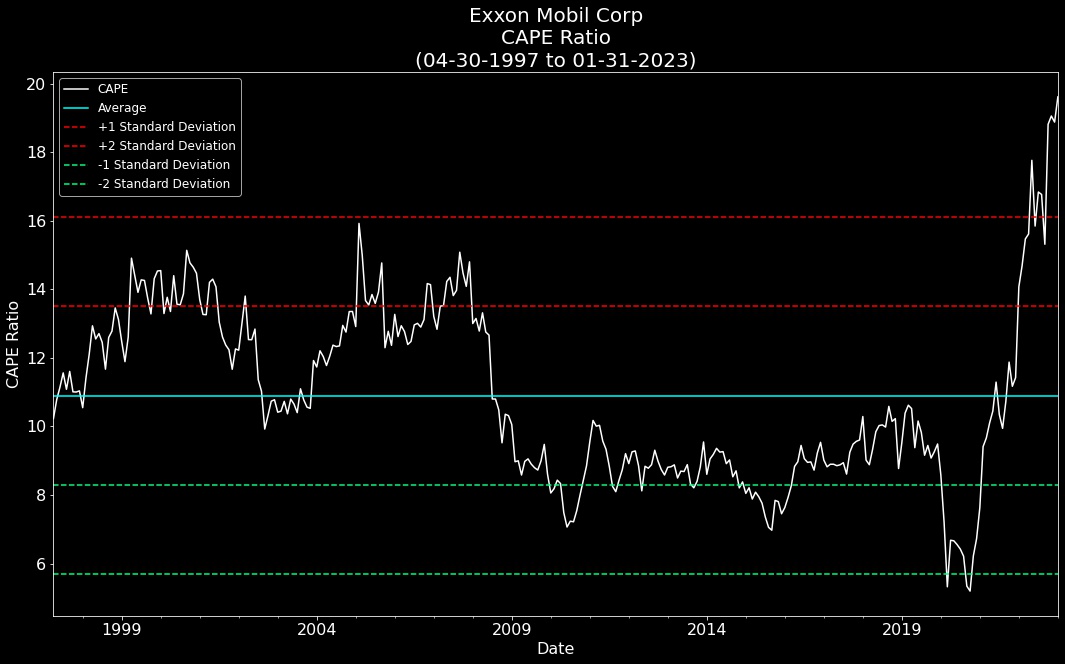 Exxon Mobil Corp
CAPE Ratio
(04-30-1997 to 01-31-2023)
CAPE
Average
+1 Standard Deviation
+2 Standard Deviation
-1 Standard Deviation
-2 Standard Deviation
CAPE Ratio
20
18
16
14
12
10
8
6
1999
2004
2009
2014
2019
Date